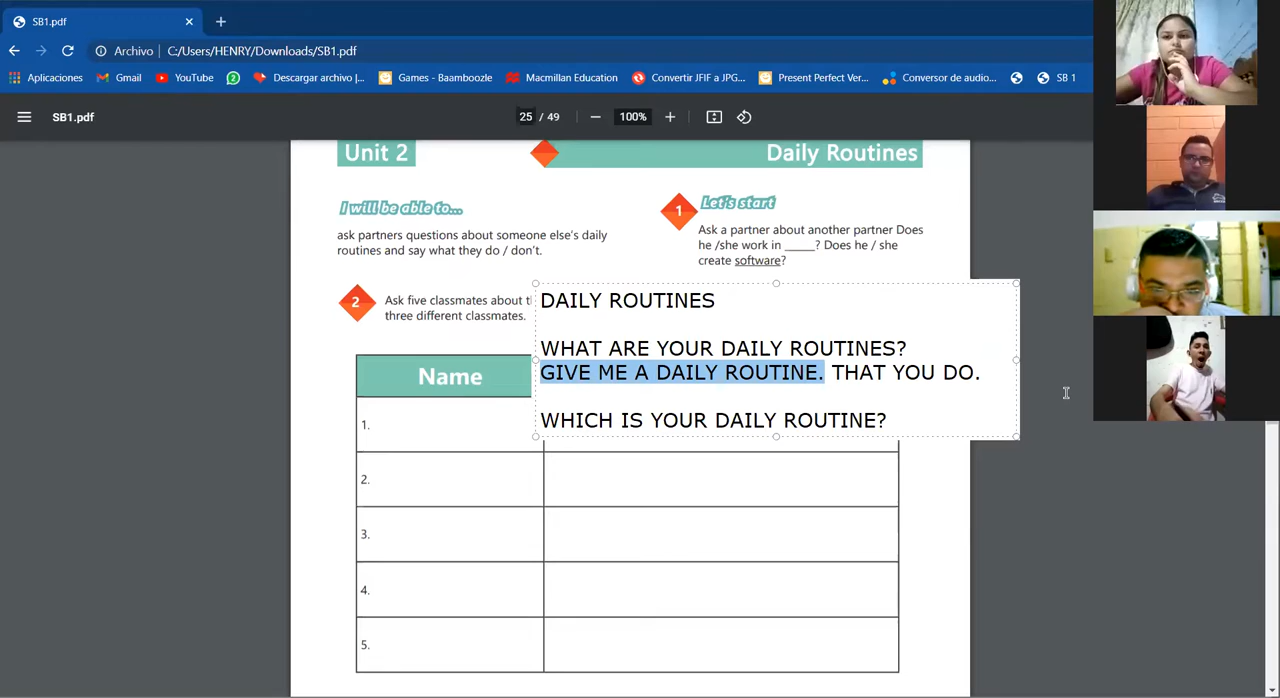 SB1.pdf
Archivo
C:/Users/HENRY/Downloads/SB1.pdf
Aplicaciones
Gmail
YouTube
2
Descargar archivo |...
Games - Baamboozle
Macmillan Education
Convertir JFIF a JPG...
Present Perfect Ver...
Conversor de audio...
SB 1
SB1.pdf
25 / 49
100%
Unit 2
Daily Routines
I will be able to...
ask partners questions about someone else's daily
routines and say what they do / don't.
1
Let's start
Ask a partner about another partner Does
he /she work in _____? Does he / she
create software?
2
Ask five classmates about t
three different classmates.
DAILY ROUTINES
WHAT ARE YOUR DAILY ROUTINES?
GIVE ME A DAILY ROUTINE. THAT YOU DO.
WHICH IS YOUR DAILY ROUTINE?
Name
1.
2.
3.
4.
5.